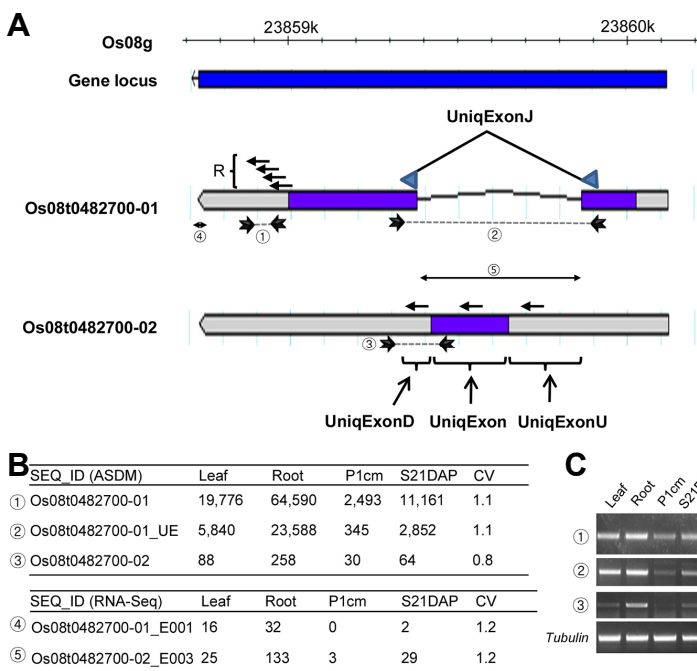 A
23859k
23860k
Os08g
Gene locus
UniqExonJ
R
Os08t0482700-01
④
①
②
⑤
Os08t0482700-02
③
UniqExonD UniqExon UniqExonU
B
SEQ_ID (ASDM) Leaf Root P1cm S21DAP CV
① Os08t0482700-01 19,776 64,590 2,493 11,161 1.1
② Os08t0482700-01_UE 5,840 23,588 345 2,852 1.1
③ Os08t0482700-02 88 258 30 64 0.8
SEQ_ID (RNA-Seq) Leaf Root P1cm S21DAP CV
④ Os08t0482700-01_E001 16 32 0 2 1.2
⑤ Os08t0482700-02_E003 25 133 3 29 1.2
C
Leaf Root P1cm
①
②
③
Tubulin